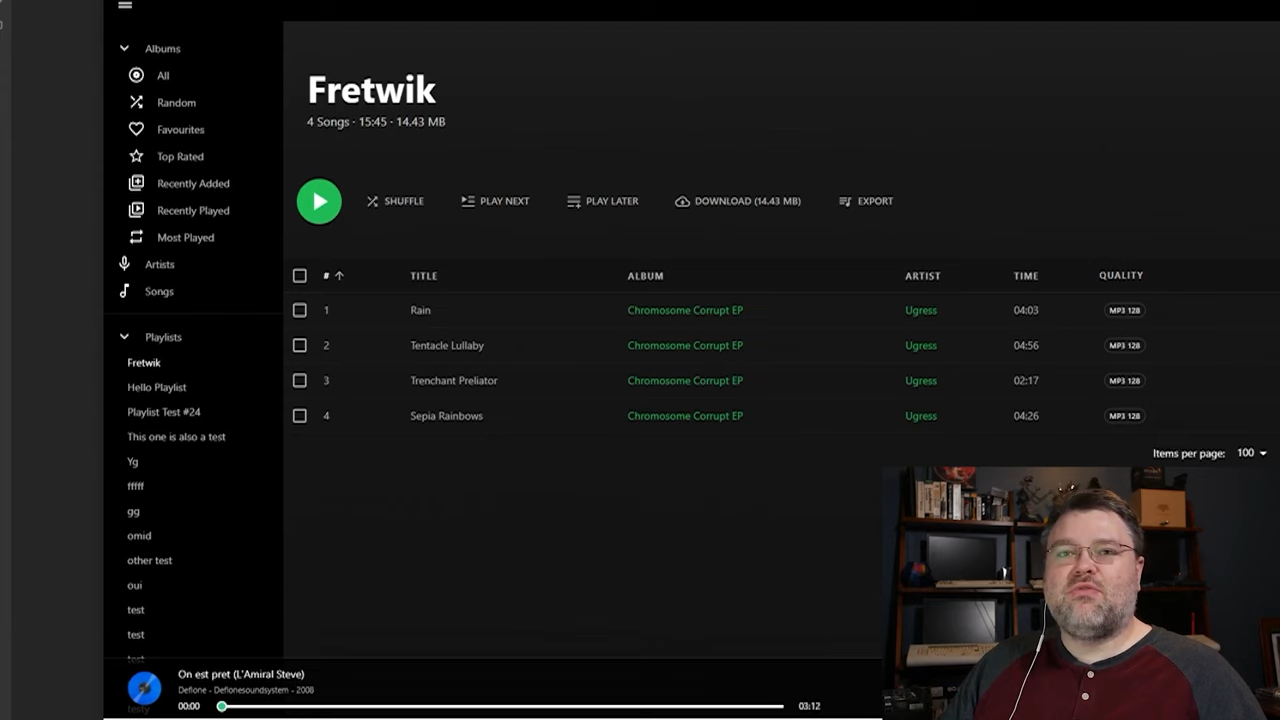 Albums
All
Random
Favourites
Top Rated
Recently Added
Recently Played
Most Played
Artists
Songs
Playlists
Fretwik
Hello Playlist
Playlist Test #24
This one is also a test
Yg
fffff
gg
omid
other test
oui
test
test
test
testy
Fretwik
4 Songs · 15:45 · 14.43 MB
SHUFFLE PLAY NEXT PLAY LATER DOWNLOAD (14.43 MB) EXPORT
# TITLE ALBUM ARTIST TIME QUALITY
1 Rain Chromosome Corrupt EP Ugress 04:03 MP3 128
2 Tentacle Lullaby Chromosome Corrupt EP Ugress 04:56 MP3 128
3 Trenchant Preliator Chromosome Corrupt EP Ugress 02:17 MP3 128
4 Sepia Rainbows Chromosome Corrupt EP Ugress 04:26 MP3 128
Items per page: 100
On est pret (L'Amiral Steve)
Defione - Defionesoundsystem - 2008
00:00 03:12